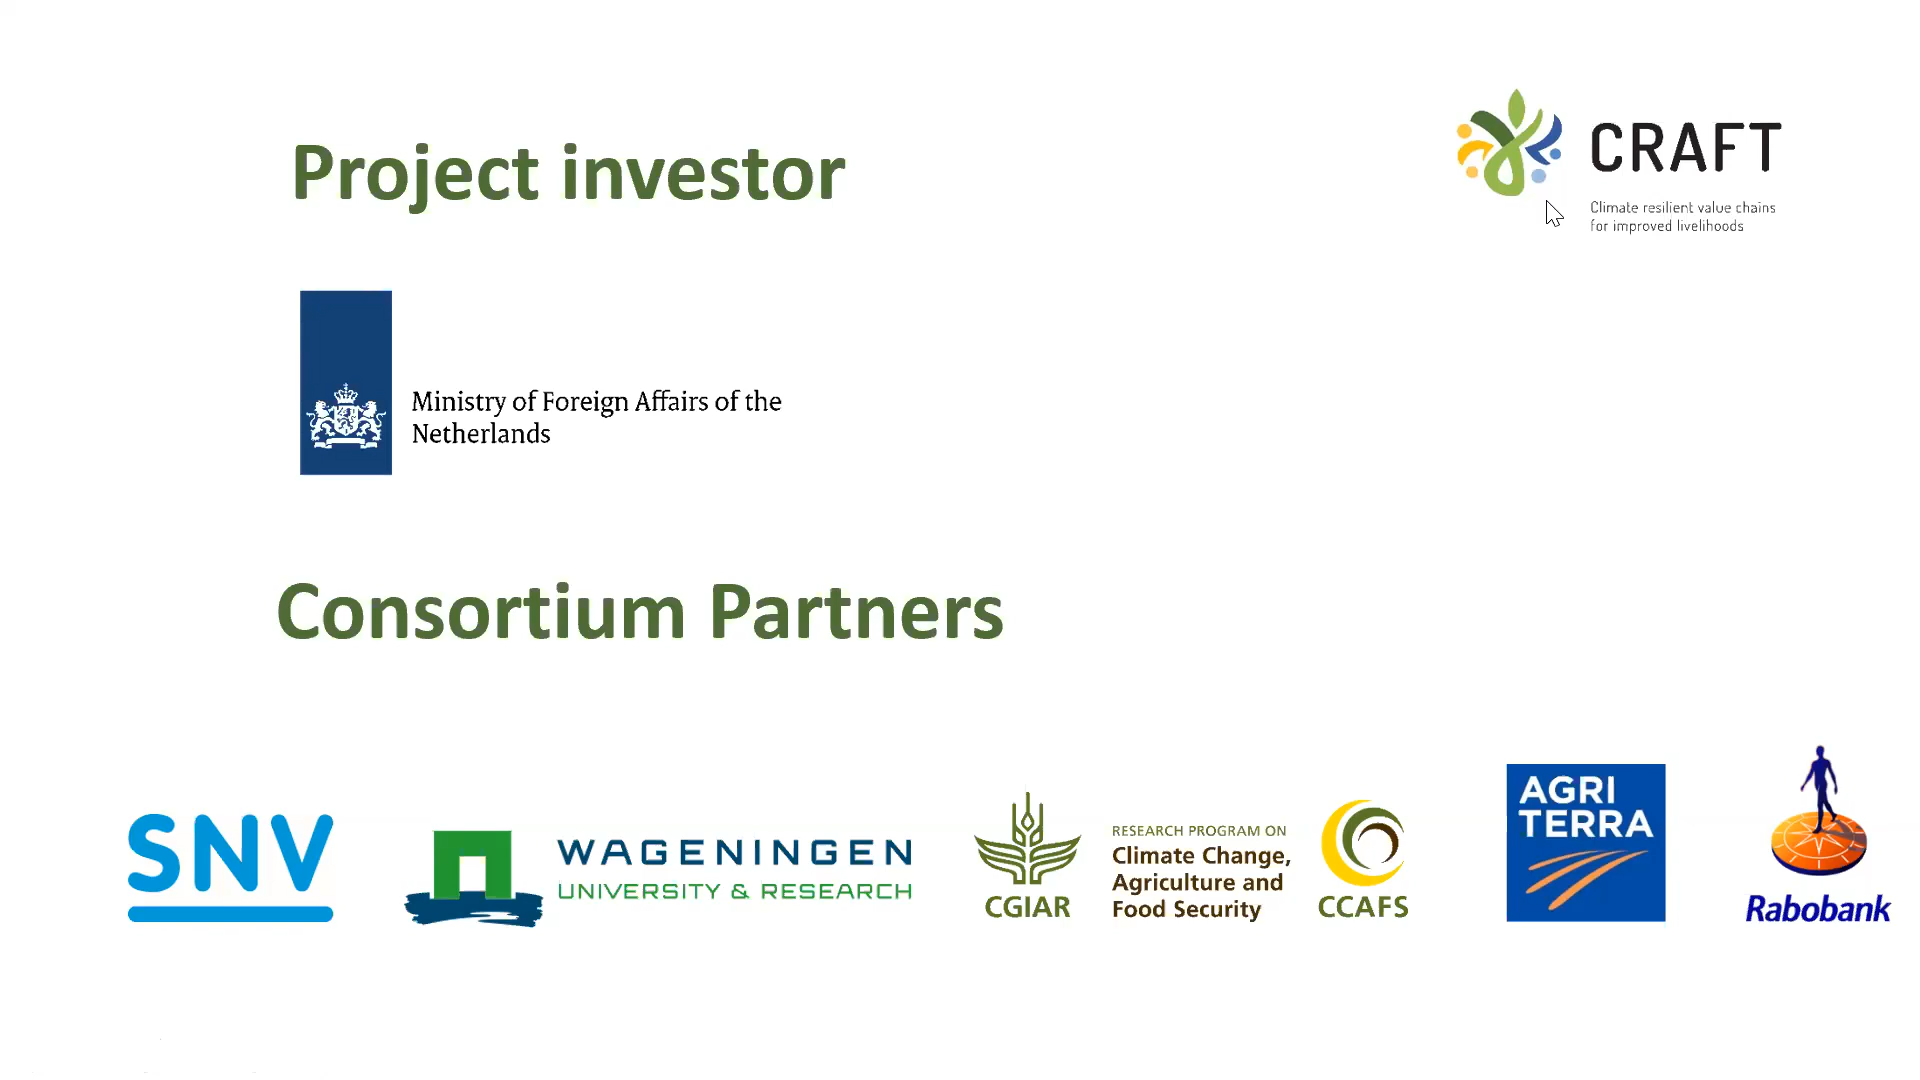 Project investor
CRAFT
Climate resilient value chains
for improved livelihoods
Ministry of Foreign Affairs of the
Netherlands
Consortium Partners
SNV
WAGENINGEN
UNIVERSITY & RESEARCH
CGIAR
RESEARCH PROGRAM ON
Climate Change,
Agriculture and
Food Security
CCAFS
AGRI
TERRA
Rabobank